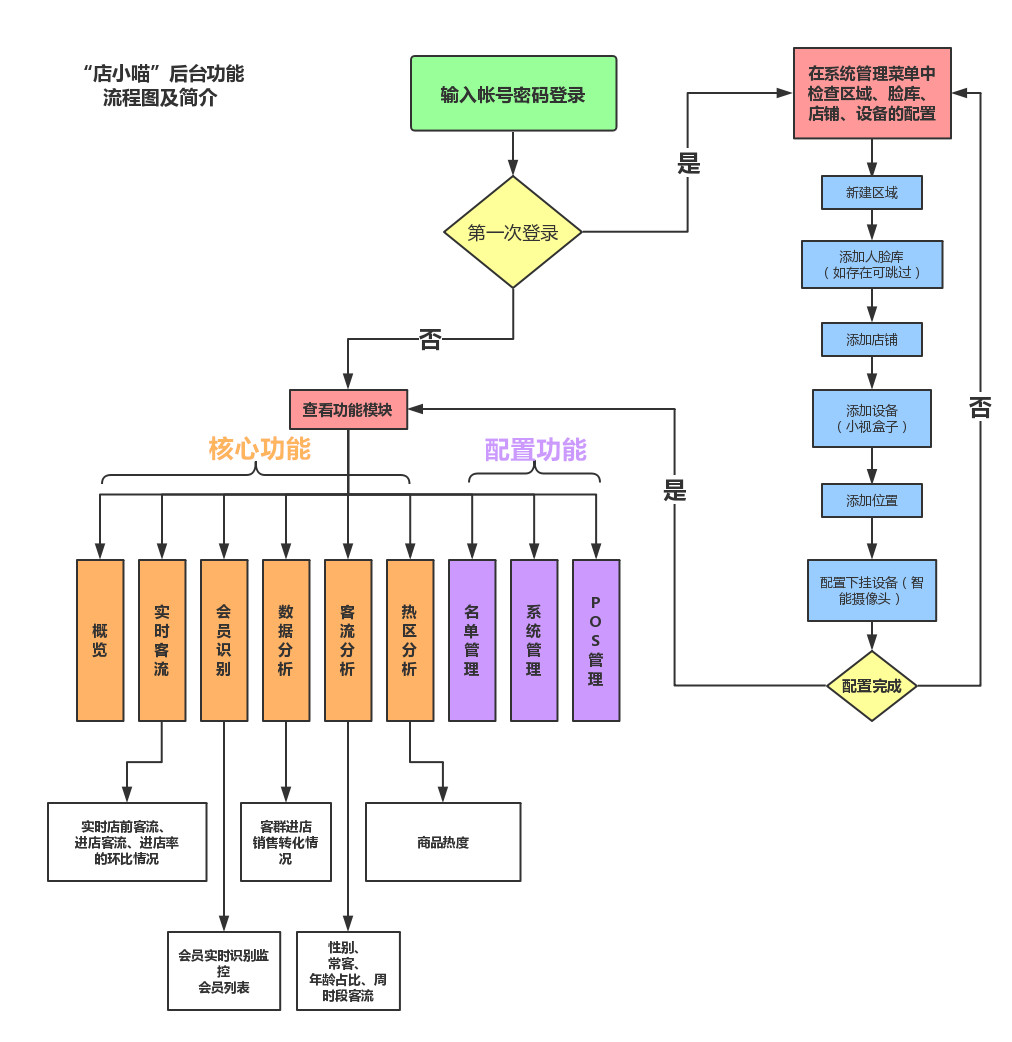 “店小喵”后台功能
流程图及简介
输入帐号密码登录
第一次登录
是
否
在系统管理菜单中
检查区域、脸库、
店铺、设备的配置
新建区域
添加人脸库
（如存在可跳过）
添加店铺
添加设备
（小视盒子）
添加位置
配置下挂设备（智
能摄像头）
配置完成
是
否
查看功能模块
核心功能
配置功能
概览
实时客流
会员识别
数据分析
客流分析
热区分析
名单管理
系统管理
POS管理
实时店前客流、
进店客流、进店率
的环比情况
客群进店
销售转化情
况
商品热度
会员实时识别监
控
会员列表
性别、
常客、
年龄占比、周
时段客流